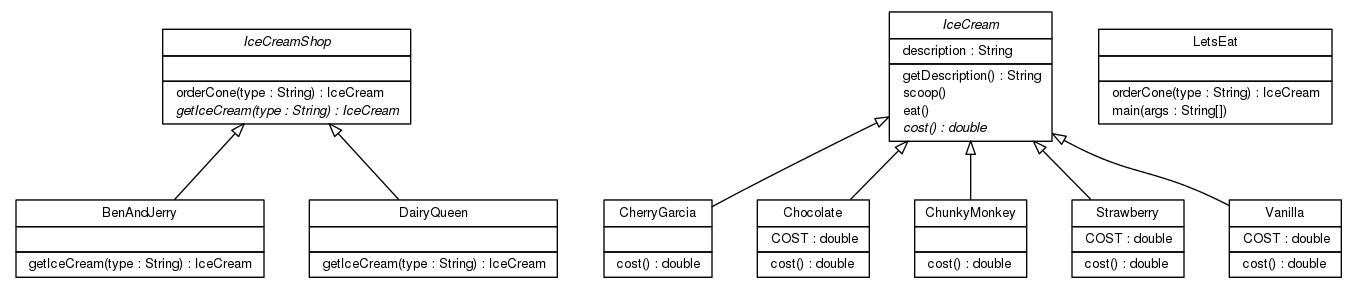 IceCreamShop
orderCone(type : String) : IceCream
getIceCream(type : String) : IceCream
BenAndJerry
getIceCream(type : String) : IceCream
DairyQueen
getIceCream(type : String) : IceCream
IceCream
description : String
getDescription() : String
scoop()
eat()
cost() : double
LetsEat
orderCone(type : String) : IceCream
main(args : String[])
CherryGarcia
cost() : double
Chocolate
COST : double
cost() : double
ChunkyMonkey
cost() : double
Strawberry
COST : double
cost() : double
Vanilla
COST : double
cost() : double